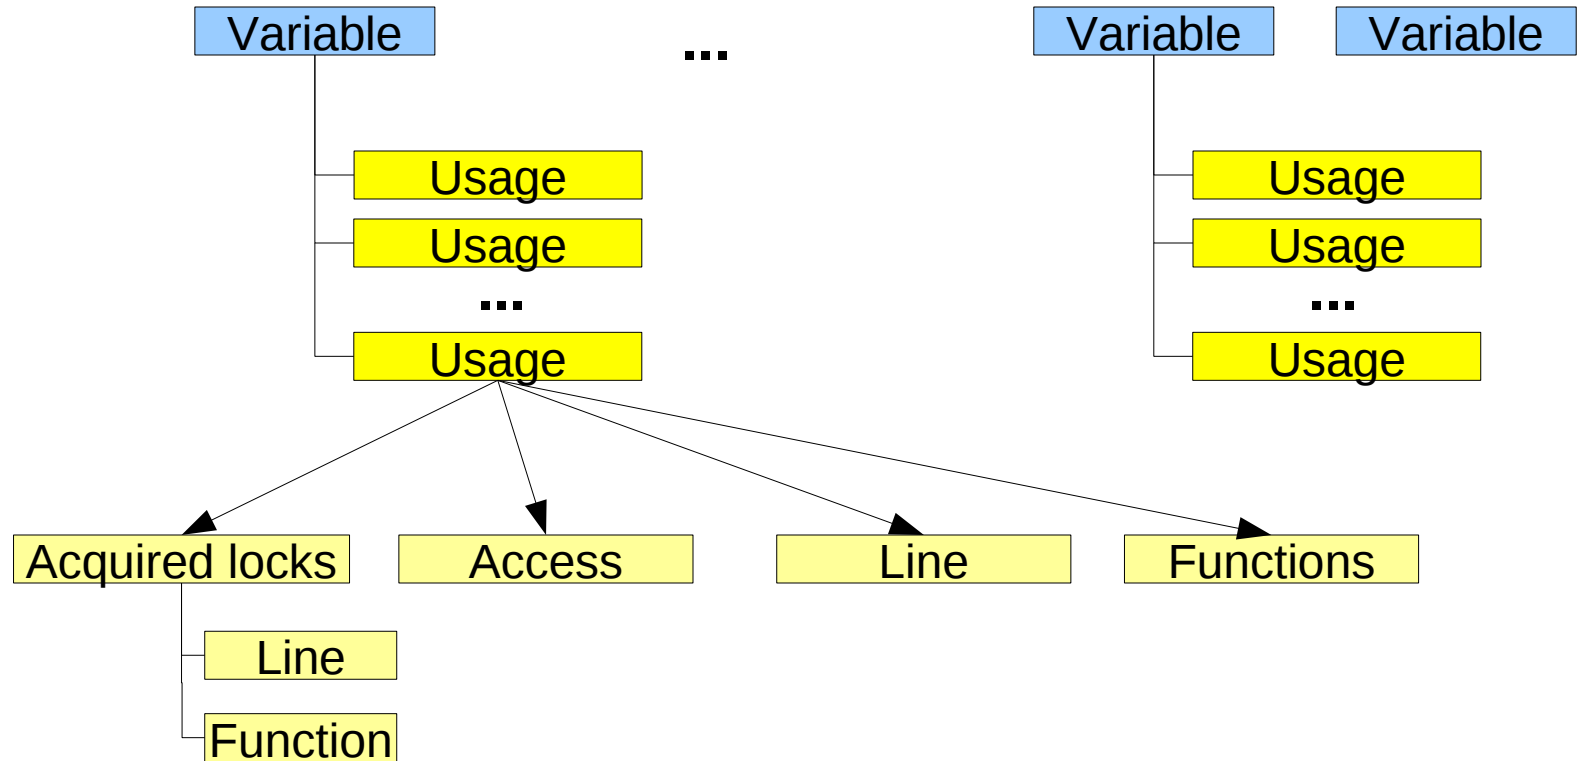 Variable ... Variable Variable
Usage Usage
Usage Usage
... ...
Usage Usage
Acquired locks Access Line Functions
Line
Function